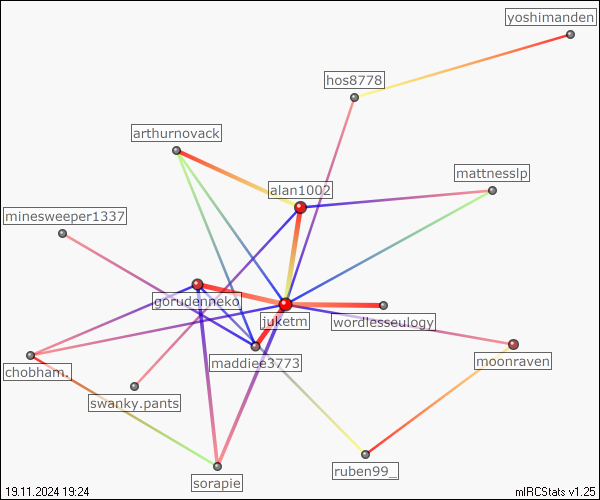 yoshimanden
hos8778
arthurnovack
mattnesslp
alan1002
minesweeper1337
gorudenneko
juketm
wordlesseulogy
maddiee3773
moonraven
chobham.
swanky.pants
ruben99_
sorapie
19.11.2024 19:24
mIRCStats v1.25